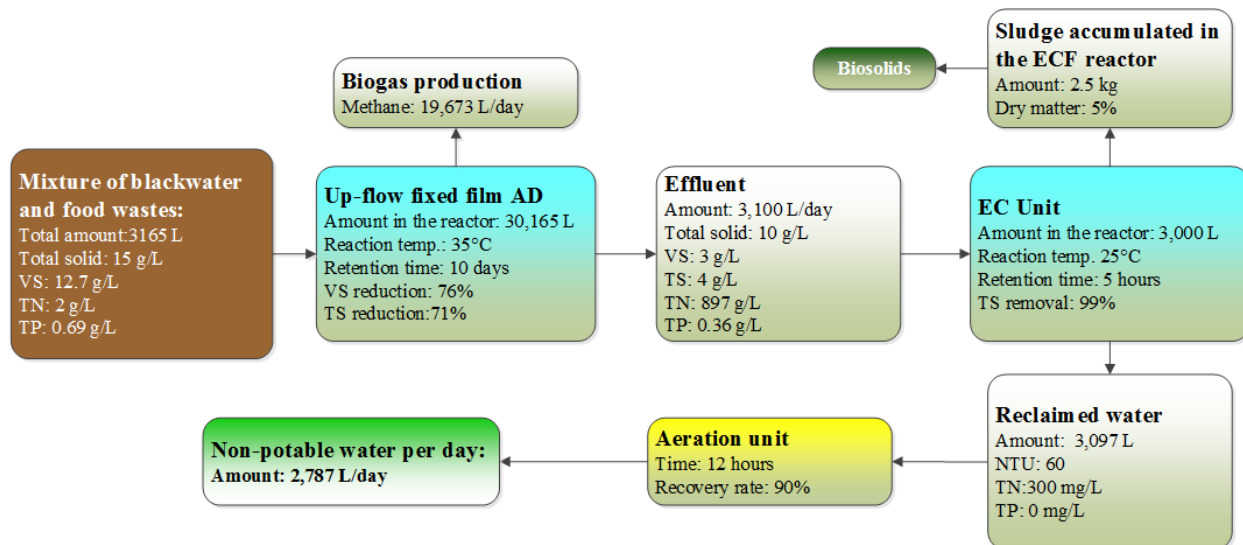 Mixture of blackwater
and food wastes:
Total amount:3165 L
Total solid: 15 g/L
VS: 12.7 g/L
TN: 2 g/L
TP: 0.69 g/L
Biogas production
Methane: 19,673 L/day
Up-flow fixed film AD
Amount in the reactor: 30,165 L
Reaction temp.: 35°C
Retention time: 10 days
VS reduction: 76%
TS reduction:71%
Effluent
Amount: 3,100 L/day
Total solid: 10 g/L
VS: 3 g/L
TS: 4 g/L
TN: 897 g/L
TP: 0.36 g/L
EC Unit
Amount in the reactor: 3,000 L
Reaction temp. 25°C
Retention time: 5 hours
TS removal: 99%
Sludge accumulated in
the ECF reactor
Amount: 2.5 kg
Dry matter: 5%
Biosolids
Reclaimed water
Amount: 3,097 L
NTU: 60
TN:300 mg/L
TP: 0 mg/L
Aeration unit
Time: 12 hours
Recovery rate: 90%
Non-potable water per day:
Amount: 2,787 L/day